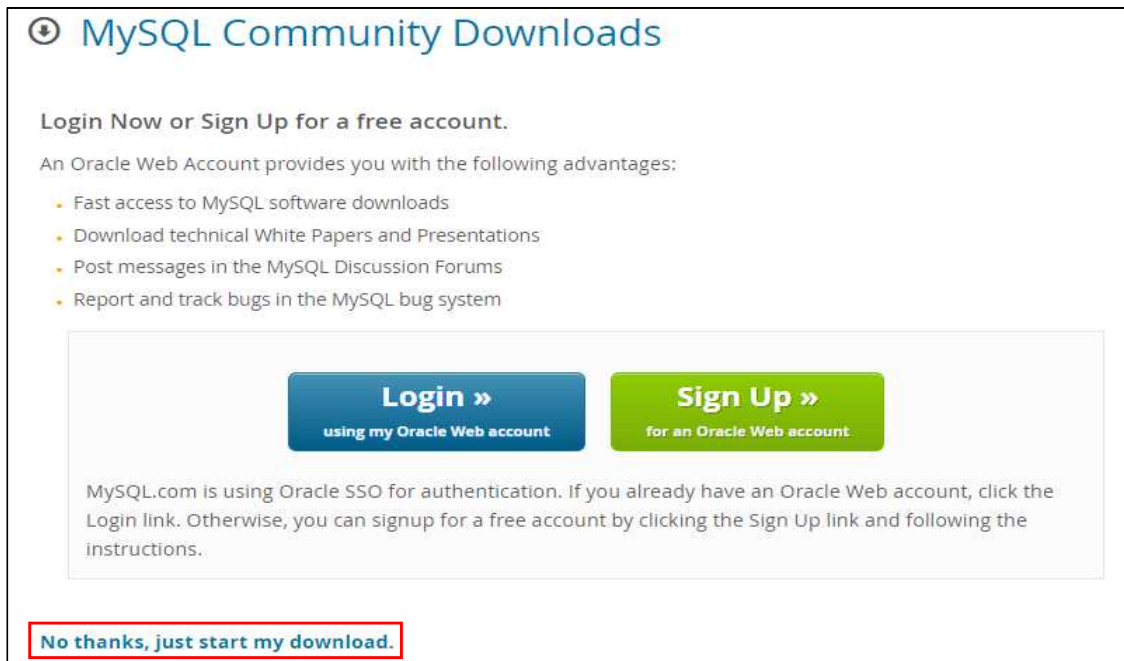 MySQL Community Downloads
Login Now or Sign Up for a free account.
An Oracle Web Account provides you with the following advantages:
Fast access to MySQL software downloads
Download technical White Papers and Presentations
Post messages in the MySQL Discussion Forums
Report and track bugs in the MySQL bug system
Login »
using my Oracle Web account
Sign Up »
for an Oracle Web account
MySQL.com is using Oracle SSO for authentication. If you already have an Oracle Web account, click the
Login link. Otherwise, you can signup for a free account by clicking the Sign Up link and following the
instructions.
No thanks, just start my download.